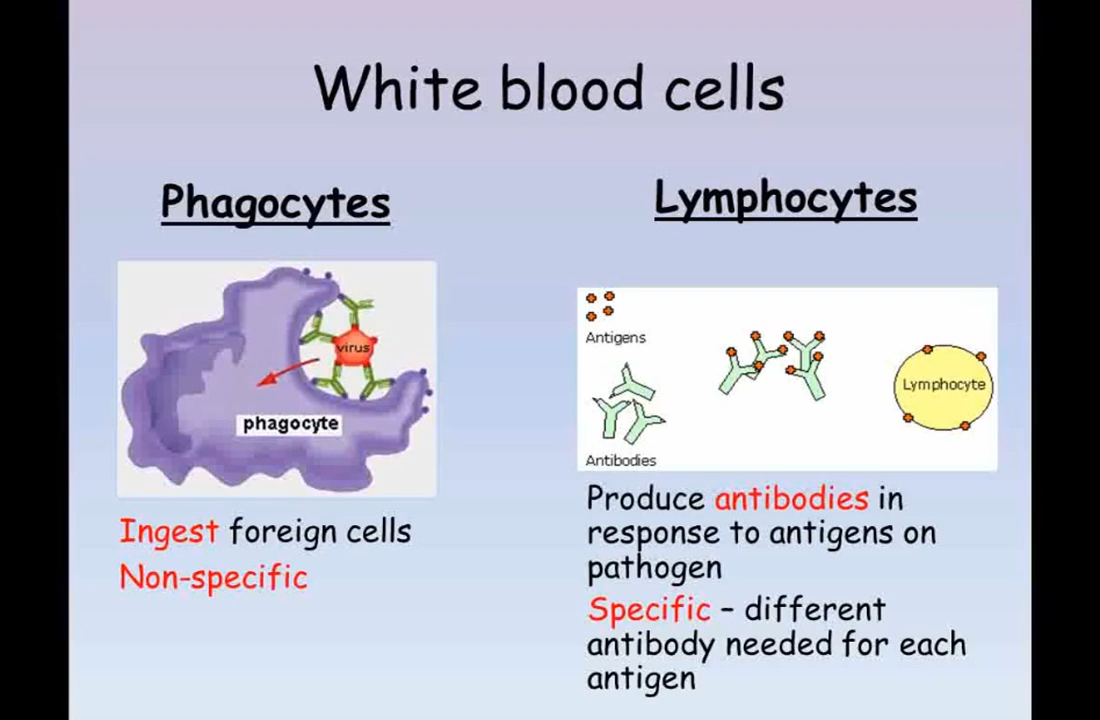 White blood cells
Phagocytes
virus
phagocyte
Ingest foreign cells
Non-specific
Lymphocytes
Antigens
Lymphocyte
Antibodies
Produce antibodies in
response to antigens on
pathogen
Specific – different
antibody needed for each
antigen